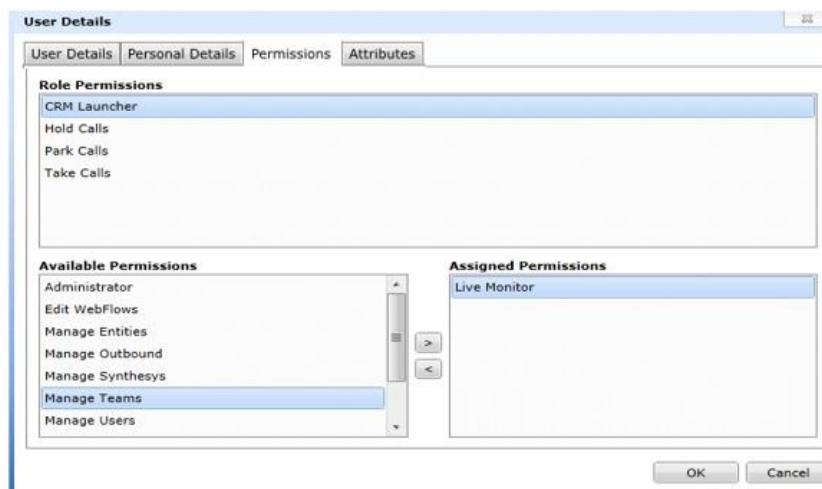 User Details
User Details Personal Details Permissions Attributes
Role Permissions
CRM Launcher
Hold Calls
Park Calls
Take Calls
Available Permissions
Administrator
Edit WebFlows
Manage Entities
Manage Outbound
Manage Synthesys
Manage Teams
Manage Users
>
<
Assigned Permissions
Live Monitor
OK Cancel